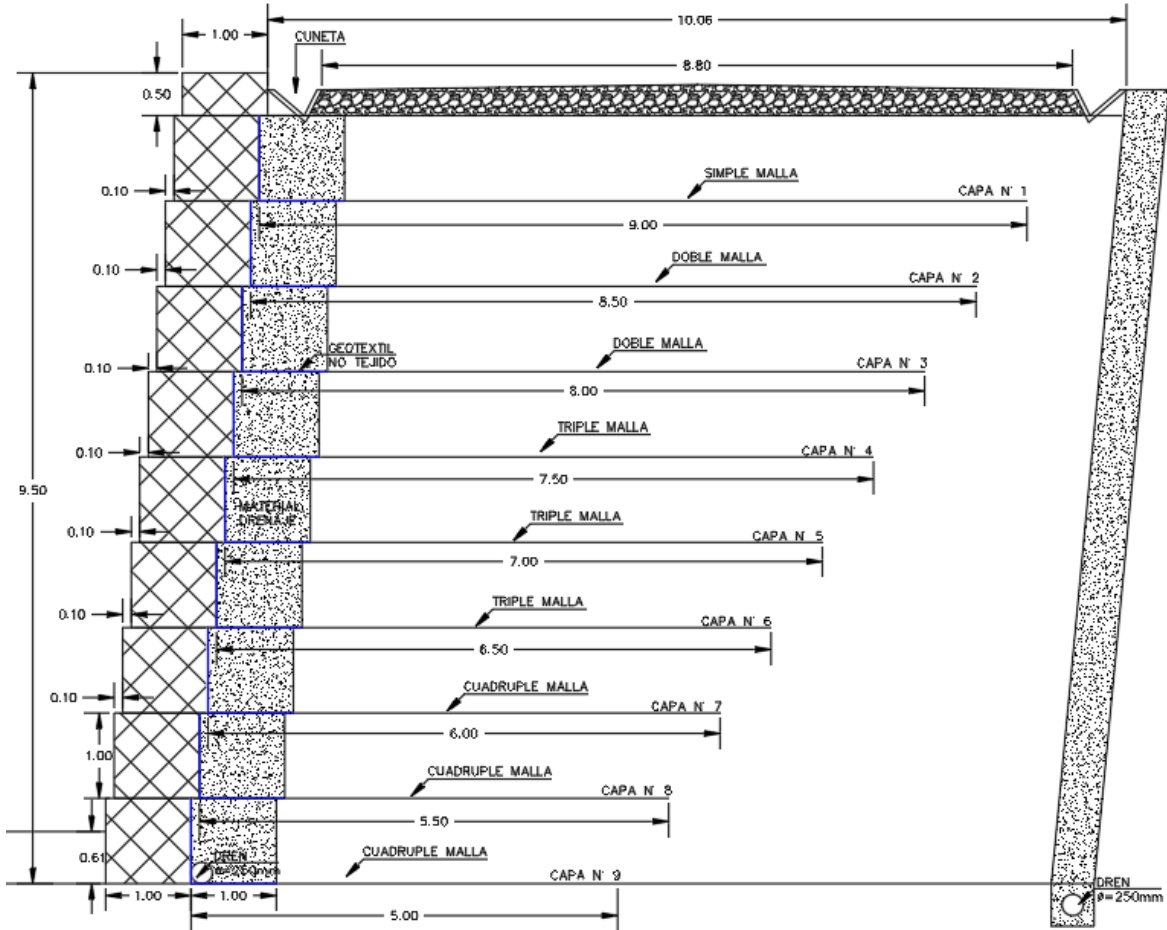 10.06
1.00
CUNETA
8.80
0.50
SIMPLE MALLA
CAPA N° 1
0.10
9.00
DOBLE MALLA
CAPA N° 2
0.10
8.50
DOBLE MALLA
GEOTEXTIL
NO TEJIDO
CAPA N° 3
0.10
8.00
TRIPLE MALLA
CAPA N° 4
0.10
7.50
9.50
MATERIAL
DRENAJE
TRIPLE MALLA
CAPA N° 5
0.10
7.00
TRIPLE MALLA
CAPA N° 6
0.10
6.50
CUADRUPLE MALLA
CAPA N° 7
0.10
6.00
1.00
CUADRUPLE MALLA
CAPA N° 8
5.50
0.61
DREN
ø=250mm
CUADRUPLE MALLA
CAPA N° 9
DREN
ø=250mm
1.00
1.00
5.00